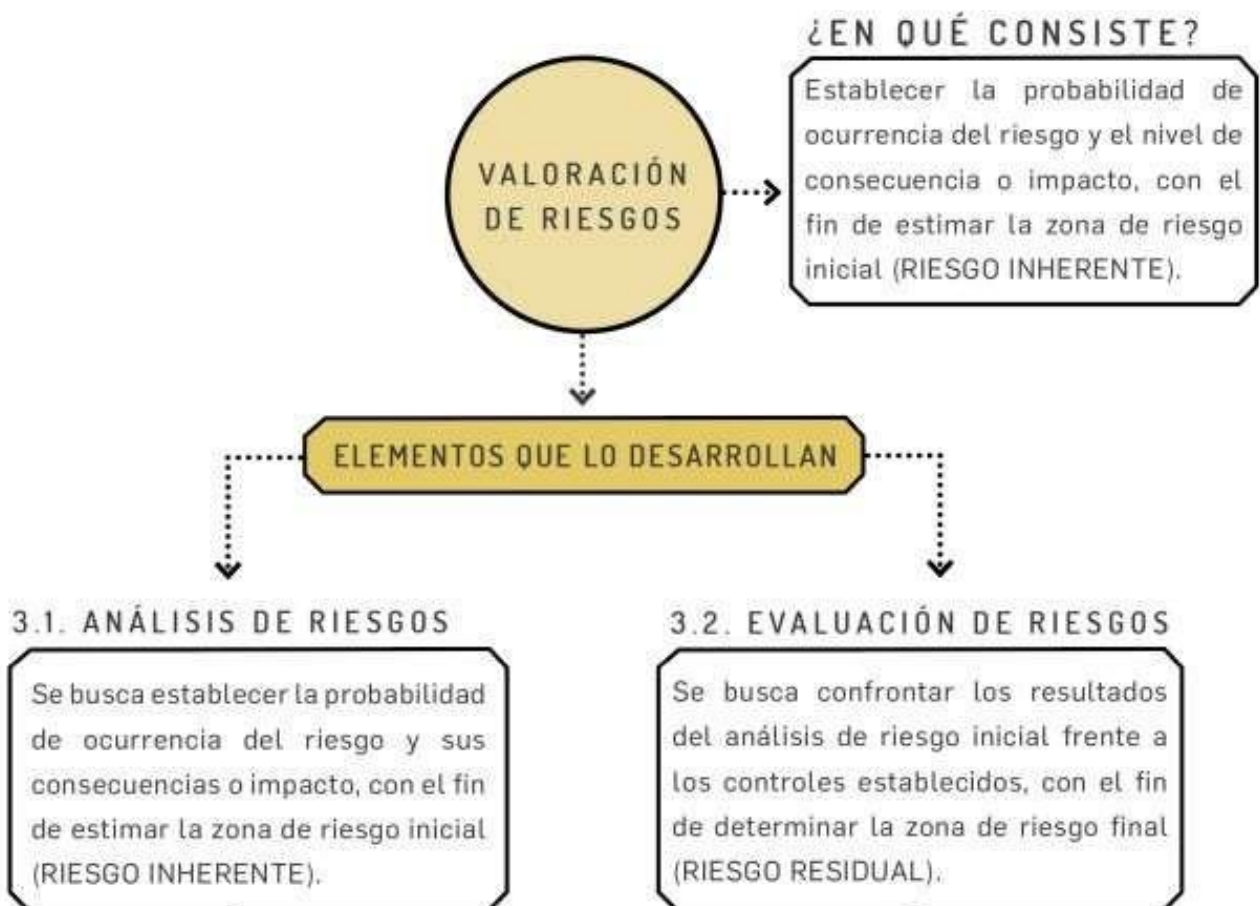 ¿EN QUÉ CONSISTE?
Establecer la probabilidad de
ocurrencia del riesgo y el nivel de
consecuencia o impacto, con el
fin de estimar la zona de riesgo
inicial (RIESGO INHERENTE).
VALORACIÓN
DE RIESGOS
ELEMENTOS QUE LO DESARROLLAN
3.1. ANÁLISIS DE RIESGOS
Se busca establecer la probabilidad
de ocurrencia del riesgo y sus
consecuencias o impacto, con el fin
de estimar la zona de riesgo inicial
(RIESGO INHERENTE).
3.2. EVALUACIÓN DE RIESGOS
Se busca confrontar los resultados
del análisis de riesgo inicial frente a
los controles establecidos, con el fin
de determinar la zona de riesgo final
(RIESGO RESIDUAL).